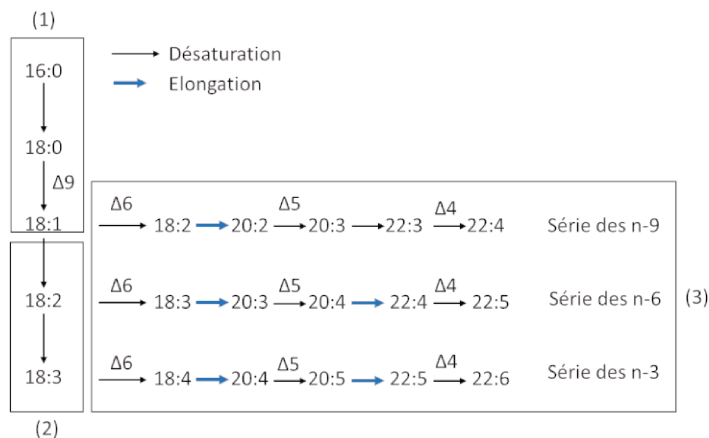 (1)
16:0
Désaturation
Elongation
18:0
Δ9
18:1
Δ6 18:2 20:2 Δ5 20:3 22:3 Δ4 22:4 Série des n-9
18:2
Δ6 18:3 20:3 Δ5 20:4 22:4 Δ4 22:5 Série des n-6
(3)
18:3
Δ6 18:4 20:4 Δ5 20:5 22:5 Δ4 22:6 Série des n-3
(2)